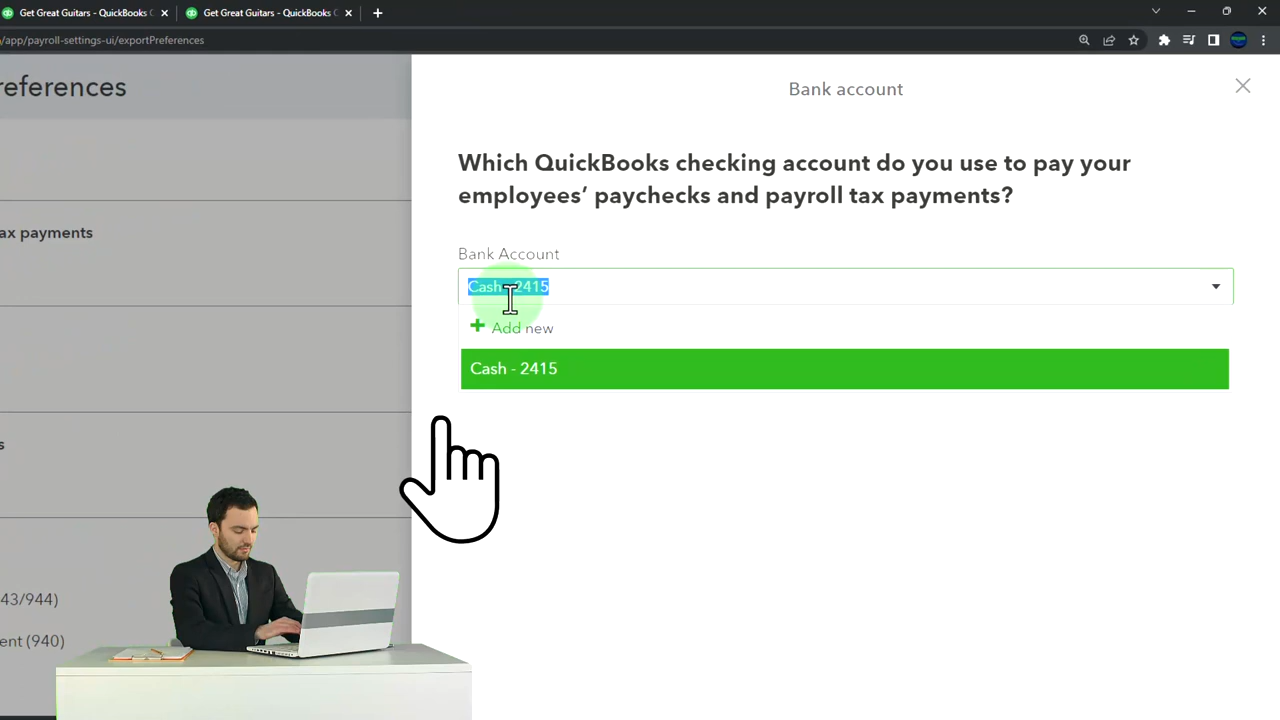 Get Great Guitars - QuickBooks
Get Great Guitars - QuickBooks
/app/payroll-settings-ui/exportPreferences
references
ax payments
s
43/944)
ent (940)
Bank account
Which QuickBooks checking account do you use to pay your
employees' paychecks and payroll tax payments?
Bank Account
Cash - 2415
Add new
Cash - 2415